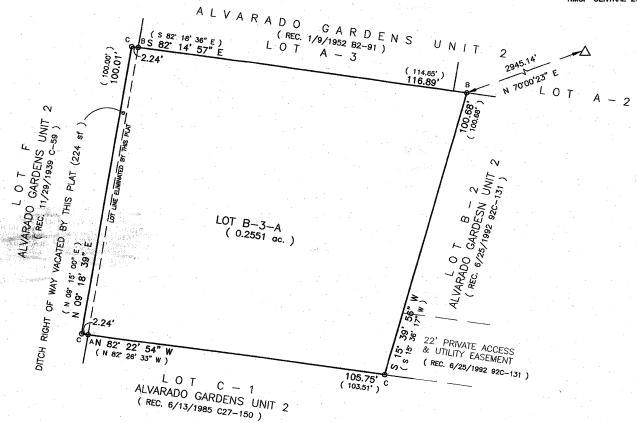 ALVARADO GARDENS UNIT 2
( REC. 1/9/1952 B2-91 )
LOT A-3
( S 82° 18' 36" E )
S 82° 14' 57" E
C
B
2.24'
( 114.65' )
116.89'
B
2945.14'
N 70°00'23" E
LOT A-2
( 100.00' )
100.01'
100.68'
( 100.68' )
LOT F
ALVARADO GARDENS UNIT 2
( REC. 11/29/1939 C-59 )
DITCH RIGHT OF WAY VACATED BY THIS PLAT (224 sf )
LOT LINE ELIMINATED BY THIS PLAT
( N 09° 15' 00" E )
N 09° 18' 39" E
LOT B-3-A
( 0.2551 ac. )
LOT B-2
ALVARADO GARDESN UNIT 2
( REC. 6/25/1992 92C-131 )
S 15° 39' 56" W
( S 15° 36' 17" W )
22' PRIVATE ACCESS
& UTILITY EASEMENT
( REC. 6/25/1992 92C-131 )
2.24'
C
A
N 82° 22' 54" W
( N 82° 26' 33" W )
105.75'
( 103.51' )
C
LOT C-1
ALVARADO GARDENS UNIT 2
( REC. 6/13/1985 C27-150 )